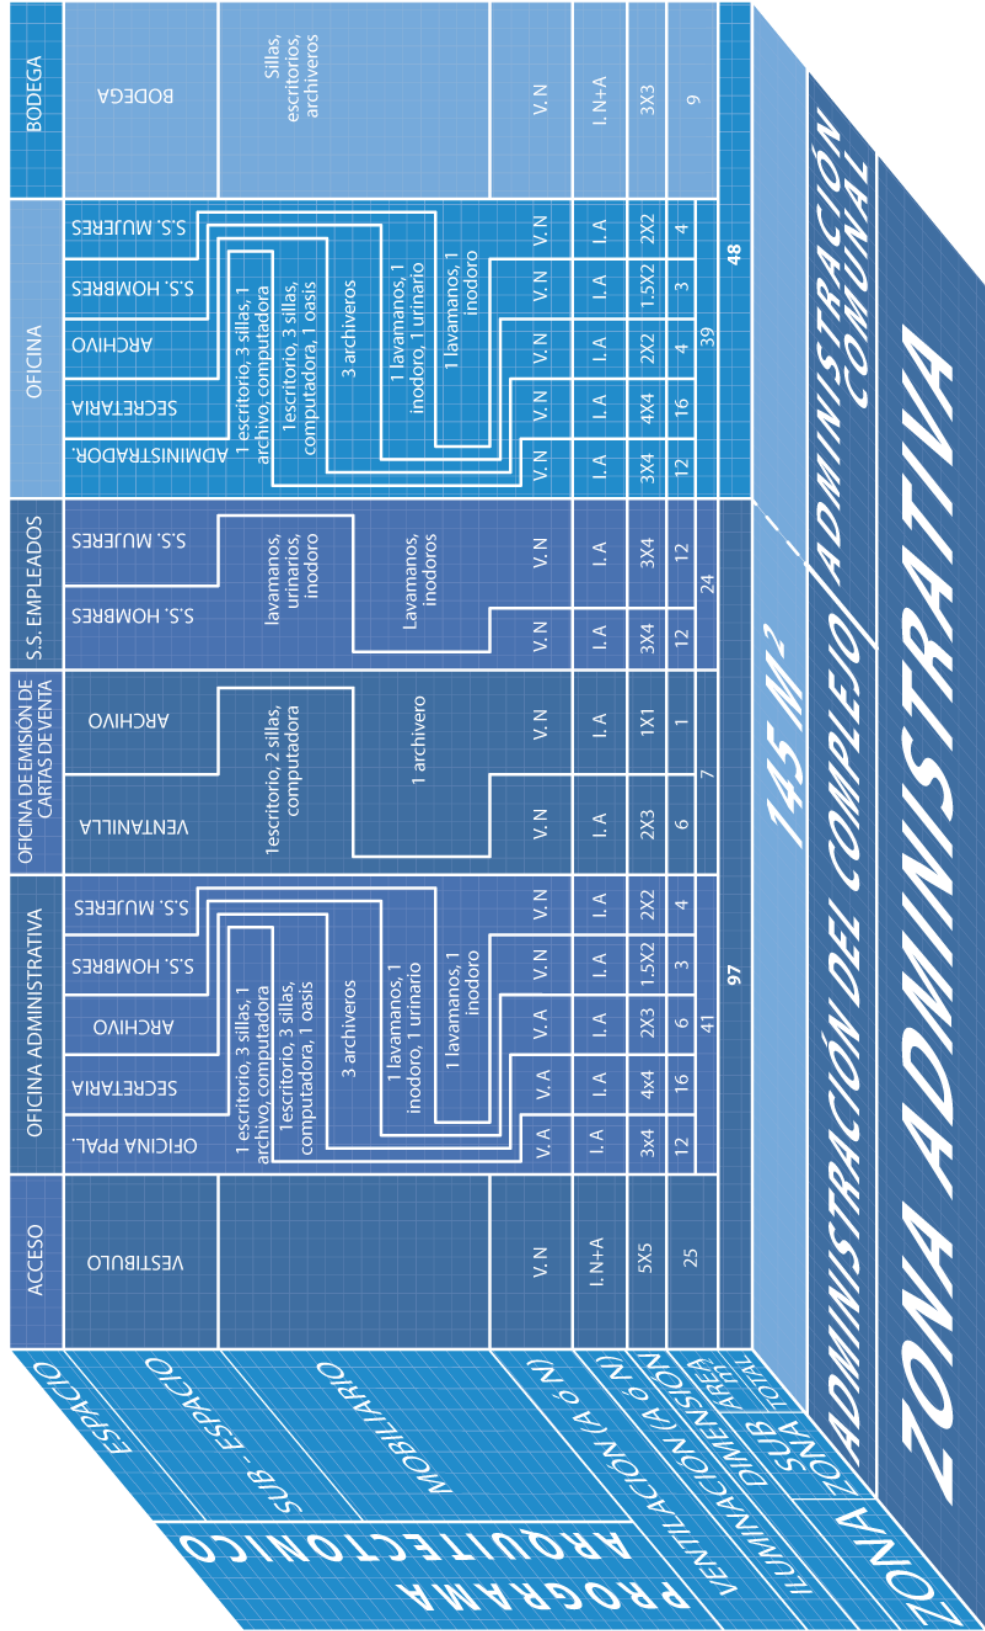 PROGRAMA
ARQUITECTONICO
ESPACIO
SUB - ESPACIO
MOBILIARIO
VENTILACIÓN (A ó N)
ILUMINACIÓN (A ó N)
DIMENSIÓN
AREA m²
TOTAL
SUB
ZONA
ZONA
ACCESO
VESTIBULO
V. N
I. N+A
5X5
25
OFICINA ADMINISTRATIVA
OFICINA PPAL.
SECRETARIA
ARCHIVO
S.S. HOMBRES
S.S. MUJERES
1 escritorio, 3 sillas, 1
archivo, computadora
1escritorio, 3 sillas,
computadora, 1 oasis
3 archiveros
1 lavamanos, 1
inodoro, 1 urinario
1 lavamanos, 1
inodoro
V. A
V. A
V. A
V. N
V. N
I. A
I. A
I. A
I. A
I. A
3x4
4x4
2X3
1.5X2
2X2
12
16
6
3
4
41
OFICINA DE EMISIÓN DE
CARTAS DE VENTA
VENTANILLA
ARCHIVO
1escritorio, 2 sillas,
computadora
1 archivero
V. N
V. N
I. A
I. A
2X3
1X1
6
1
7
S.S. EMPLEADOS
S.S. HOMBRES
S.S. MUJERES
lavamanos,
urinarios,
inodoro
Lavamanos,
inodoros
V. N
V. N
I. A
I. A
3X4
3X4
12
12
24
97
OFICINA
ADMINISTRADOR.
SECRETARIA
ARCHIVO
S.S. HOMBRES
S.S. MUJERES
1 escritorio, 3 sillas, 1
archivo, computadora
1escritorio, 3 sillas,
computadora, 1 oasis
3 archiveros
1 lavamanos, 1
inodoro, 1 urinario
1 lavamanos, 1
inodoro
V. N
V. N
V. N
V. N
V. N
I. A
I. A
I. A
I. A
I. A
3X4
4X4
2X2
1.5X2
2X2
12
16
4
3
4
39
BODEGA
BODEGA
Sillas,
escritorios,
archiveros
V. N
I. N+A
3X3
9
48
145 M²
ADMINISTRACIÓN DEL COMPLEJO
ADMINISTRACIÓN
COMUNAL
ZONA ADMINISTRATIVA